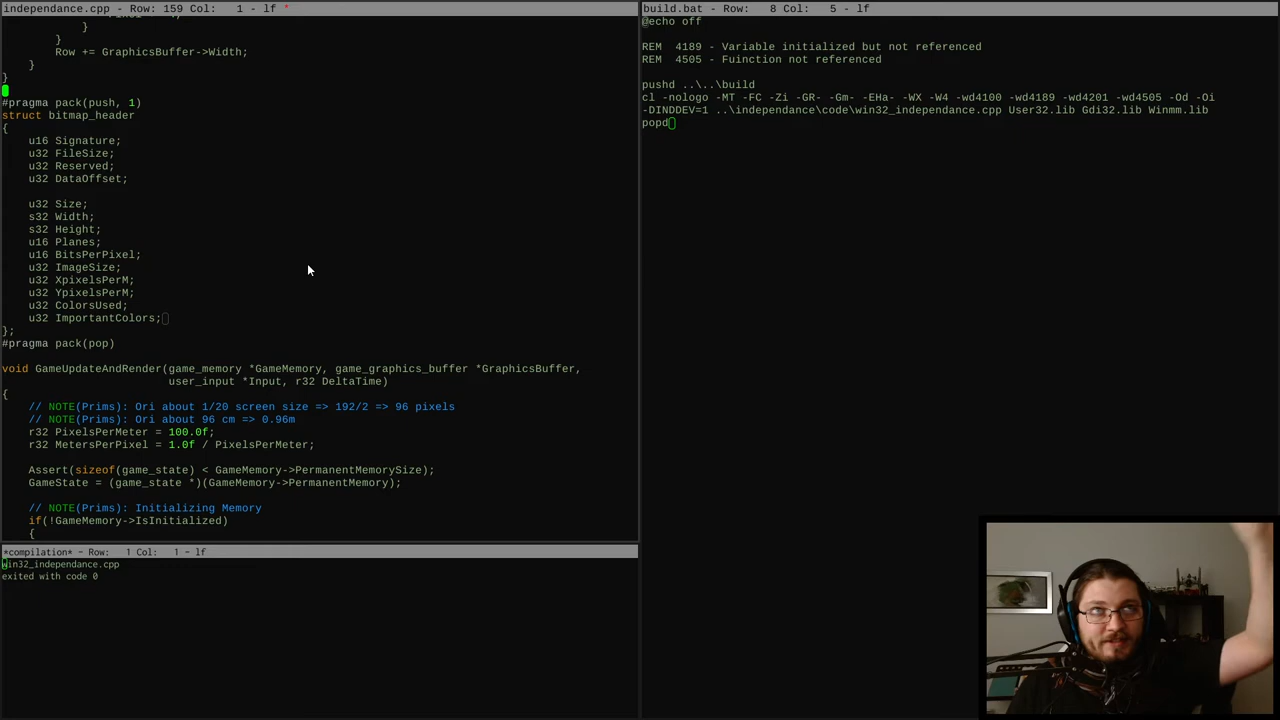 independance.cpp - Row: 159 Col:   1 - lf *
            }
        }
        Row += GraphicsBuffer->Width;
    }
}
#pragma pack(push, 1)
struct bitmap_header
{
    u16 Signature;
    u32 FileSize;
    u32 Reserved;
    u32 DataOffset;
    u32 Size;
    s32 Width;
    s32 Height;
    u16 Planes;
    u16 BitsPerPixel;
    u32 ImageSize;
    u32 XpixelsPerM;
    u32 YpixelsPerM;
    u32 ColorsUsed;
    u32 ImportantColors;
};
#pragma pack(pop)
void GameUpdateAndRender(game_memory *GameMemory, game_graphics_buffer *GraphicsBuffer,
                         user_input *Input, r32 DeltaTime)
{
    // NOTE(Prims): Ori about 1/20 screen size => 192/2 => 96 pixels
    // NOTE(Prims): Ori about 96 cm => 0.96m
    r32 PixelsPerMeter = 100.0f;
    r32 MetersPerPixel = 1.0f / PixelsPerMeter;
    Assert(sizeof(game_state) < GameMemory->PermanentMemorySize);
    GameState = (game_state *)(GameMemory->PermanentMemory);
    // NOTE(Prims): Initializing Memory
    if(!GameMemory->IsInitialized)
    {
*compilation* - Row:   1 Col:   1 - lf
win32_independance.cpp
exited with code 0
build.bat - Row:   8 Col:   5 - lf
@echo off
REM  4189 - Variable initialized but not referenced
REM  4505 - Fuinction not referenced
pushd ..\..\build
cl -nologo -MT -FC -Zi -GR- -Gm- -EHa- -WX -W4 -wd4100 -wd4189 -wd4201 -wd4505 -Od -Oi
-DINDDEV=1 ..\independance\code\win32_independance.cpp User32.lib Gdi32.lib Winmm.lib
popd